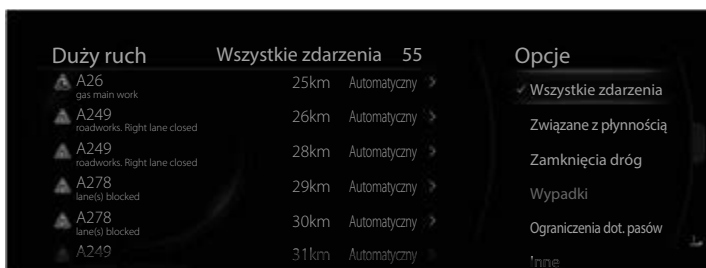 Duży ruch Wszystkie zdarzenia 55
A26 25km Automatyczny
gas main work
A249 26km Automatyczny
roadworks. Right lane closed
A249 28km Automatyczny
roadworks. Right lane closed
A278 29km Automatyczny
lane(s) blocked
A278 30km Automatyczny
lane(s) blocked
A249 31km Automatyczny
Opcje
Wszystkie zdarzenia
Związane z płynnością
Zamknięcia dróg
Wypadki
Ograniczenia dot. pasów
Inne